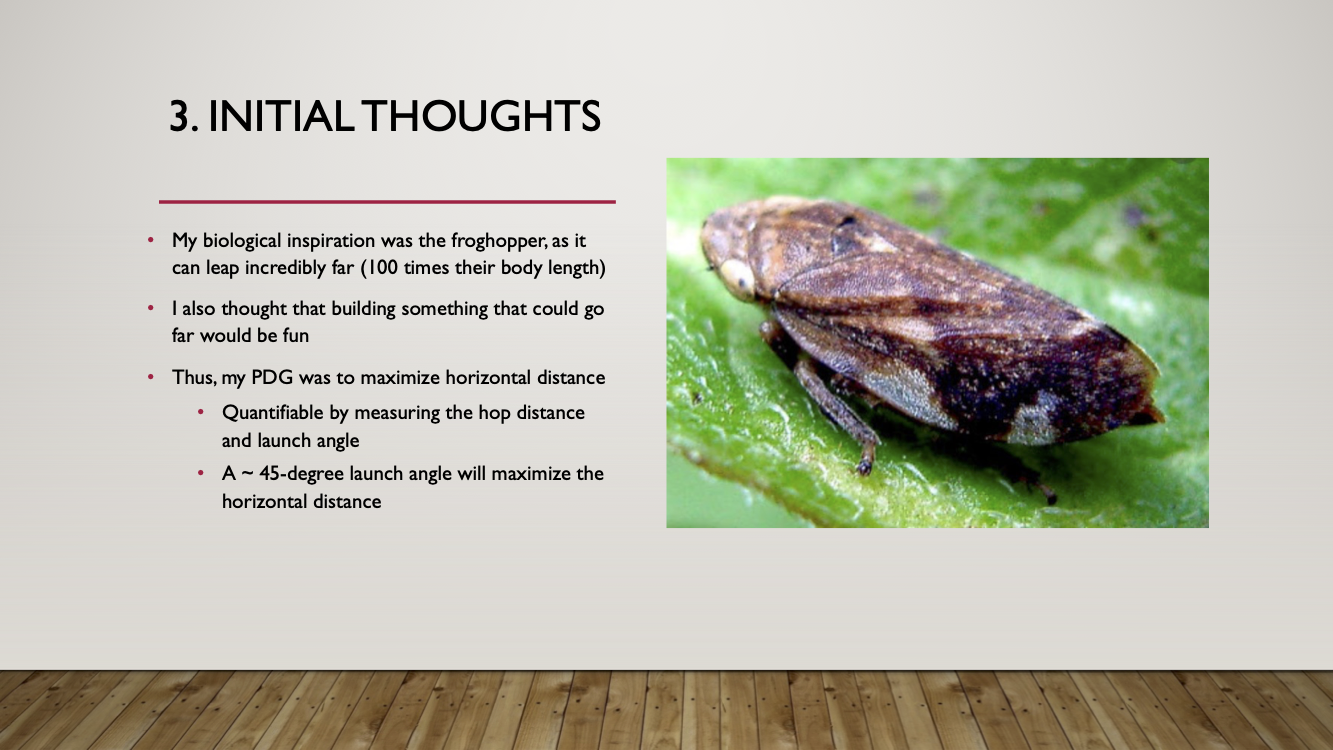 3. INITIAL THOUGHTS
• My biological inspiration was the froghopper, as it
can leap incredibly far (100 times their body length)
• I also thought that building something that could go
far would be fun
• Thus, my PDG was to maximize horizontal distance
• Quantifiable by measuring the hop distance
and launch angle
• A ~ 45-degree launch angle will maximize the
horizontal distance